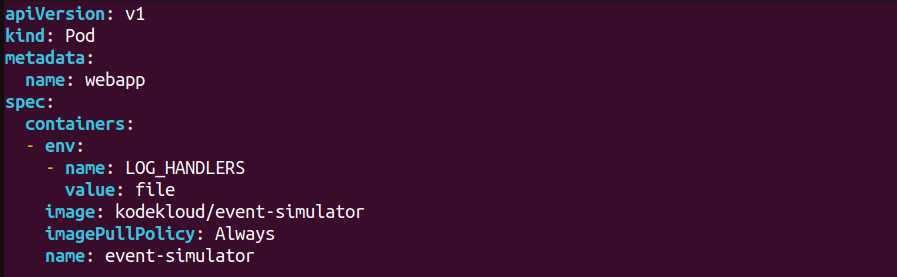 apiVersion: v1
kind: Pod
metadata:
  name: webapp
spec:
  containers:
  - env:
    - name: LOG_HANDLERS
      value: file
    image: kodekloud/event-simulator
    imagePullPolicy: Always
    name: event-simulator